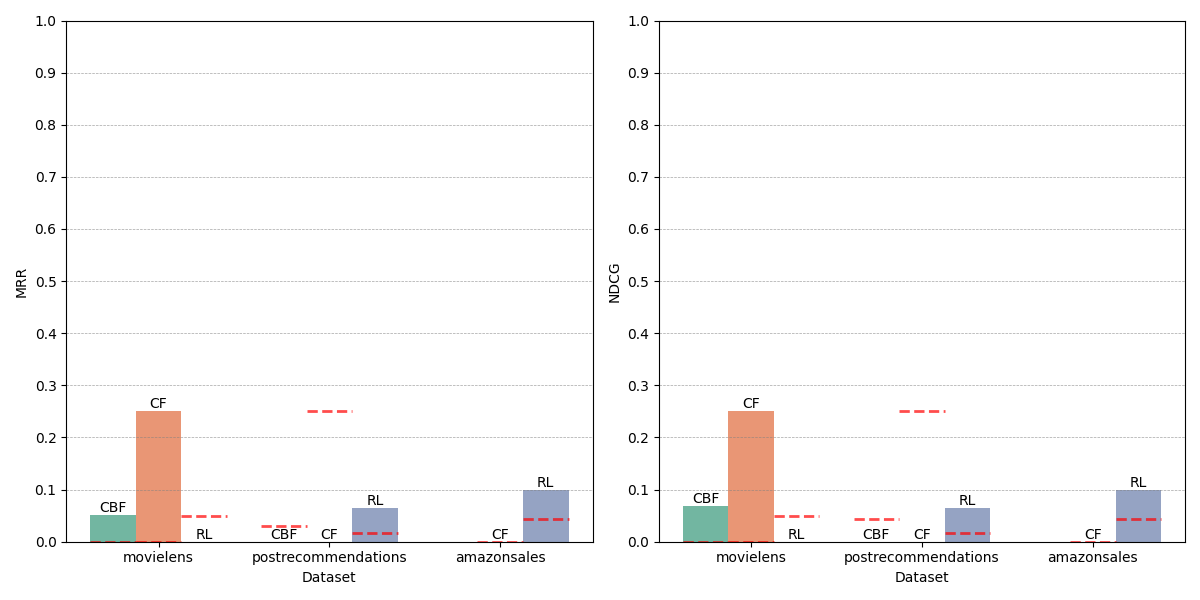 1.0
0.9
0.8
0.7
0.6
0.5
0.4
0.3
0.2
0.1
0.0
MRR
CBF
CF
RL
CBF
CF
RL
CF
RL
movielens
postrecommendations
amazonsales
Dataset
1.0
0.9
0.8
0.7
0.6
0.5
0.4
0.3
0.2
0.1
0.0
NDCG
CBF
CF
RL
CBF
CF
RL
CF
RL
movielens
postrecommendations
amazonsales
Dataset